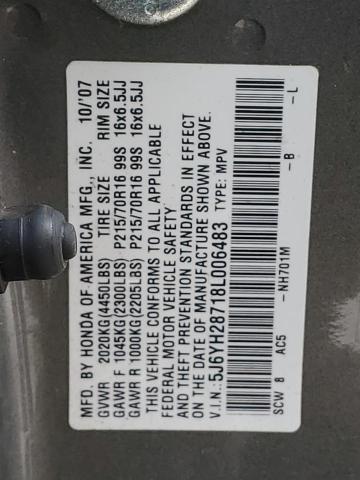 MFD. BY HONDA OF AMERICA MFG., INC. 10/'07
GVWR 2020KG(4450LBS) TIRE SIZE RIM SIZE
GAWR F 1045KG(2300LBS) P215/70R16 99S 16x6.5JJ
GAWR R 1000KG(2205LBS) P215/70R16 99S 16x6.5JJ
THIS VEHICLE CONFORMS TO ALL APPLICABLE
FEDERAL MOTOR VEHICLE SAFETY
AND THEFT PREVENTION STANDARDS IN EFFECT
ON THE DATE OF MANUFACTURE SHOWN ABOVE.
V.I.N.: 5J6YH28718L006483 TYPE: MPV
-NH701M -B -L
SCW 8 AC5